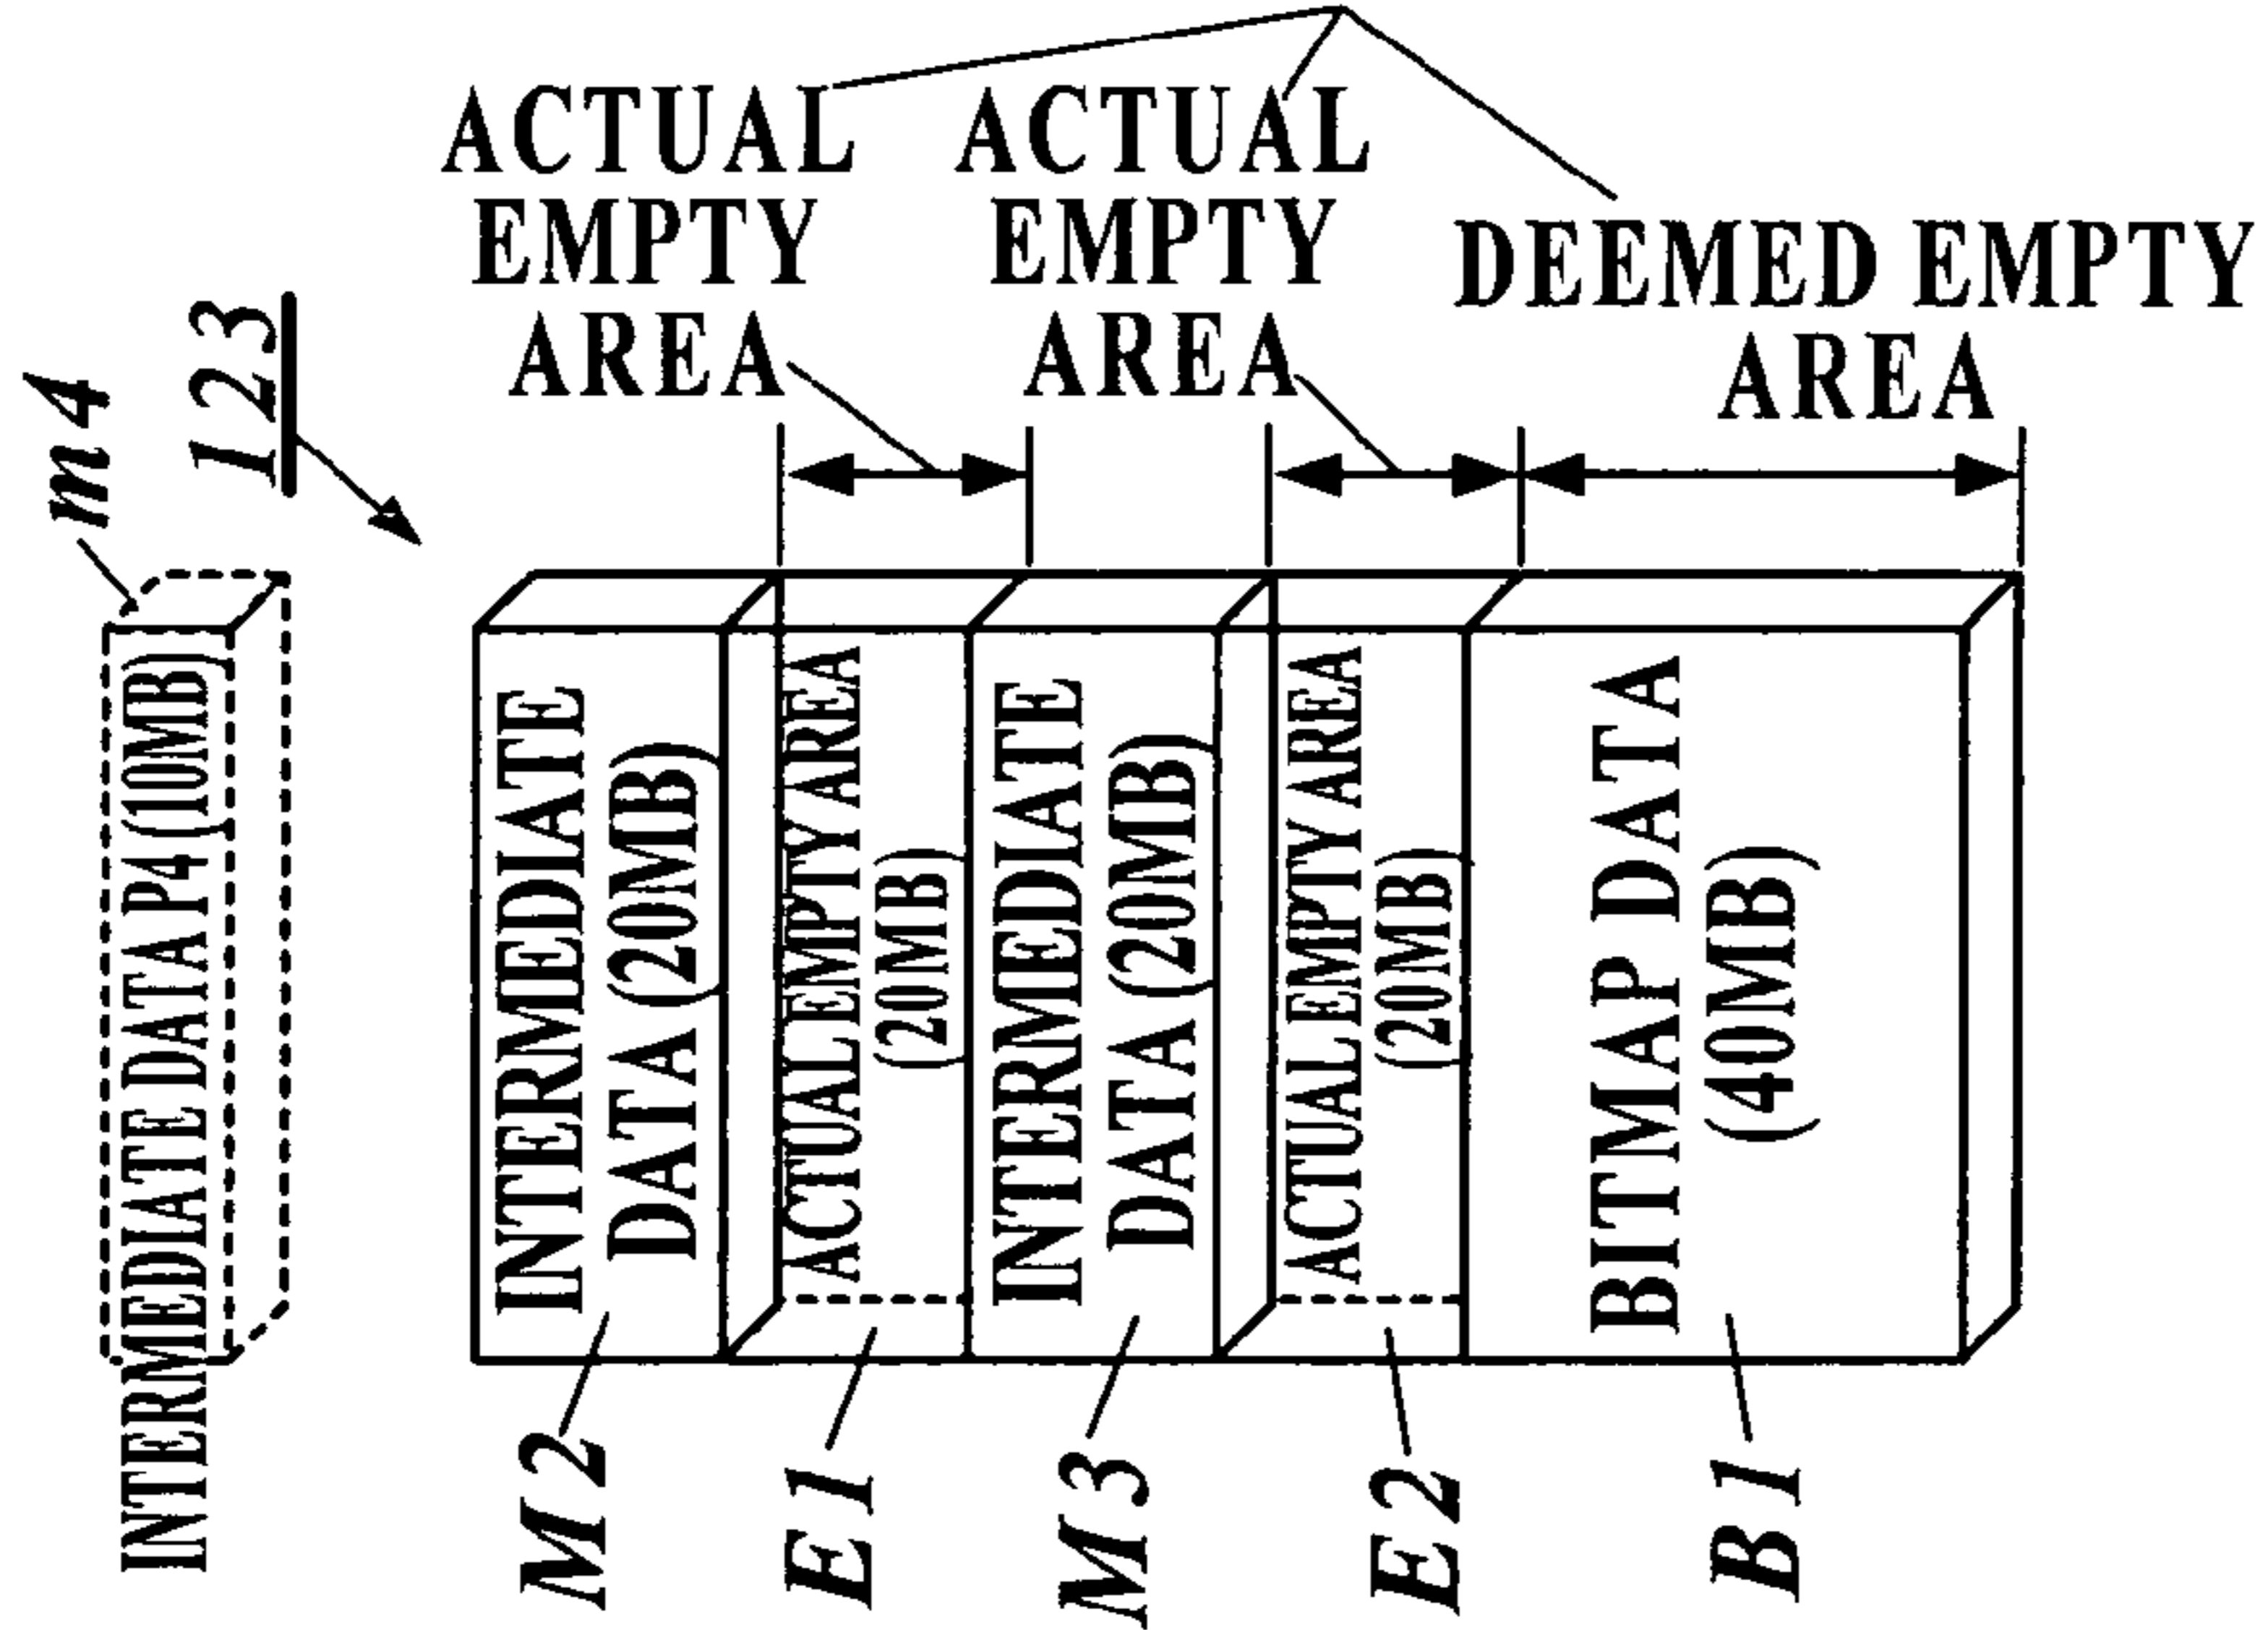 ACTUAL
EMPTY
AREA
ACTUAL
EMPTY
AREA
DEEMED EMPTY
AREA
m4
123
INTERMEDIATE DATA P4 (10MB)
INTERMEDIATE
DATA (20MB)
ACTUAL EMPTY AREA
(20MB)
INTERMEDIATE
DATA (20MB)
ACTUAL EMPTY AREA
(20MB)
BITMAP DATA
(40MB)
M2
E1
M3
E2
B1